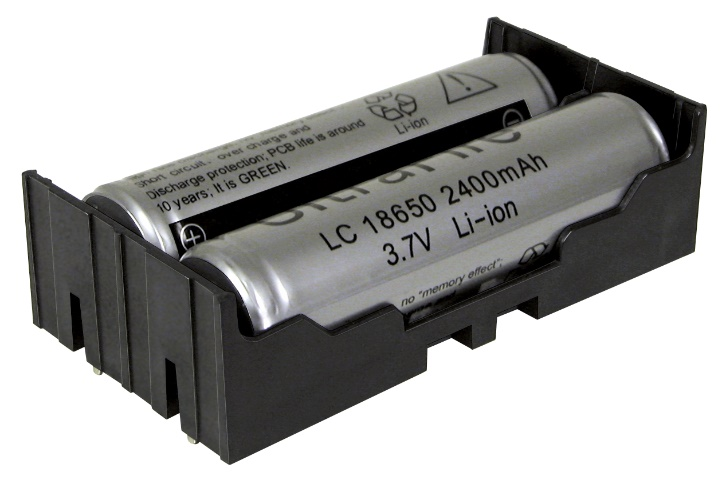 Short circuit, over charge and
Discharge protection; PCB life is around
10 years; It is GREEN.
Li-ion
LC 18650 2400mAh
3.7V Li-ion
no "memory effect";